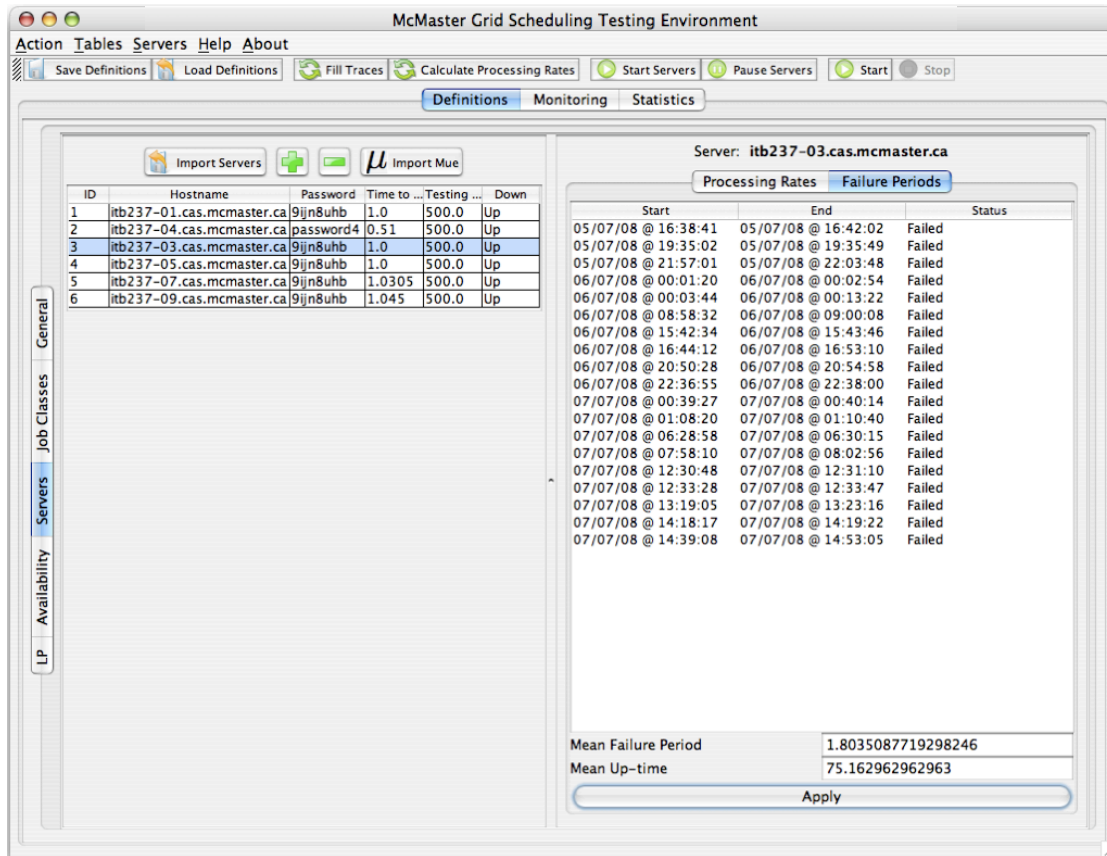 McMaster Grid Scheduling Testing Environment
Action Tables Servers Help About
Save Definitions Load Definitions Fill Traces Calculate Processing Rates Start Servers Pause Servers Start Stop
Definitions Monitoring Statistics
General
Job Classes
Servers
Availability
LP
Import Servers μ Import Mue
ID Hostname Password Time to ... Testing ... Down
1 itb237-01.cas.mcmaster.ca 9ijn8uhb 1.0 500.0 Up
2 itb237-04.cas.mcmaster.ca password4 0.51 500.0 Up
3 itb237-03.cas.mcmaster.ca 9ijn8uhb 1.0 500.0 Up
4 itb237-05.cas.mcmaster.ca 9ijn8uhb 1.0 500.0 Up
5 itb237-07.cas.mcmaster.ca 9ijn8uhb 1.0305 500.0 Up
6 itb237-09.cas.mcmaster.ca 9ijn8uhb 1.045 500.0 Up
Server: itb237-03.cas.mcmaster.ca
Processing Rates Failure Periods
Start End Status
05/07/08 @ 16:38:41 05/07/08 @ 16:42:02 Failed
05/07/08 @ 19:35:02 05/07/08 @ 19:35:49 Failed
05/07/08 @ 21:57:01 05/07/08 @ 22:03:48 Failed
06/07/08 @ 00:01:20 06/07/08 @ 00:02:54 Failed
06/07/08 @ 00:03:44 06/07/08 @ 00:13:22 Failed
06/07/08 @ 08:58:32 06/07/08 @ 09:00:08 Failed
06/07/08 @ 15:42:34 06/07/08 @ 15:43:46 Failed
06/07/08 @ 16:44:12 06/07/08 @ 16:53:10 Failed
06/07/08 @ 20:50:28 06/07/08 @ 20:54:58 Failed
06/07/08 @ 22:36:55 06/07/08 @ 22:38:00 Failed
07/07/08 @ 00:39:27 07/07/08 @ 00:40:14 Failed
07/07/08 @ 01:08:20 07/07/08 @ 01:10:40 Failed
07/07/08 @ 06:28:58 07/07/08 @ 06:30:15 Failed
07/07/08 @ 07:58:10 07/07/08 @ 08:02:56 Failed
07/07/08 @ 12:30:48 07/07/08 @ 12:31:10 Failed
07/07/08 @ 12:33:28 07/07/08 @ 12:33:47 Failed
07/07/08 @ 13:19:05 07/07/08 @ 13:23:16 Failed
07/07/08 @ 14:18:17 07/07/08 @ 14:19:22 Failed
07/07/08 @ 14:39:08 07/07/08 @ 14:53:05 Failed
Mean Failure Period 1.8035087719298246
Mean Up-time 75.162962962963
Apply